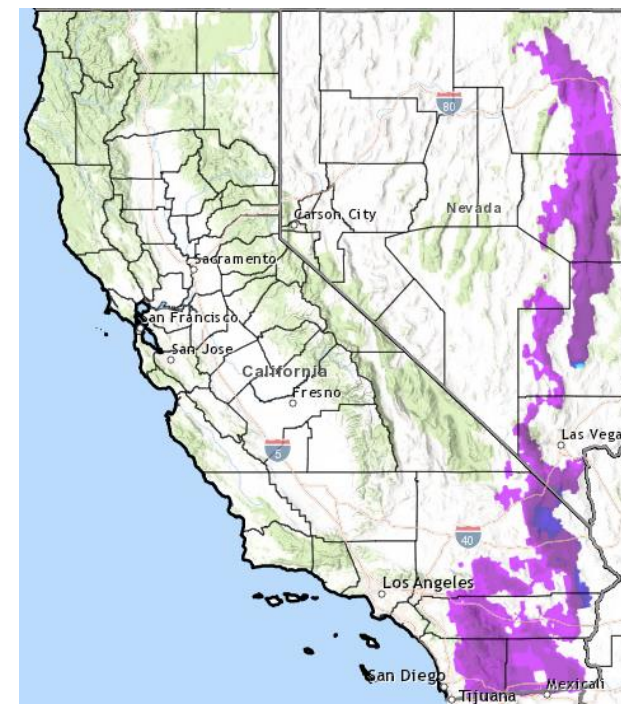 80
Carson City
Nevada
Sacramento
San Francisco
San Jose
California
Fresno
Las Vega
5
40
Los Angeles
San Diego
Mexicali
Tijuana